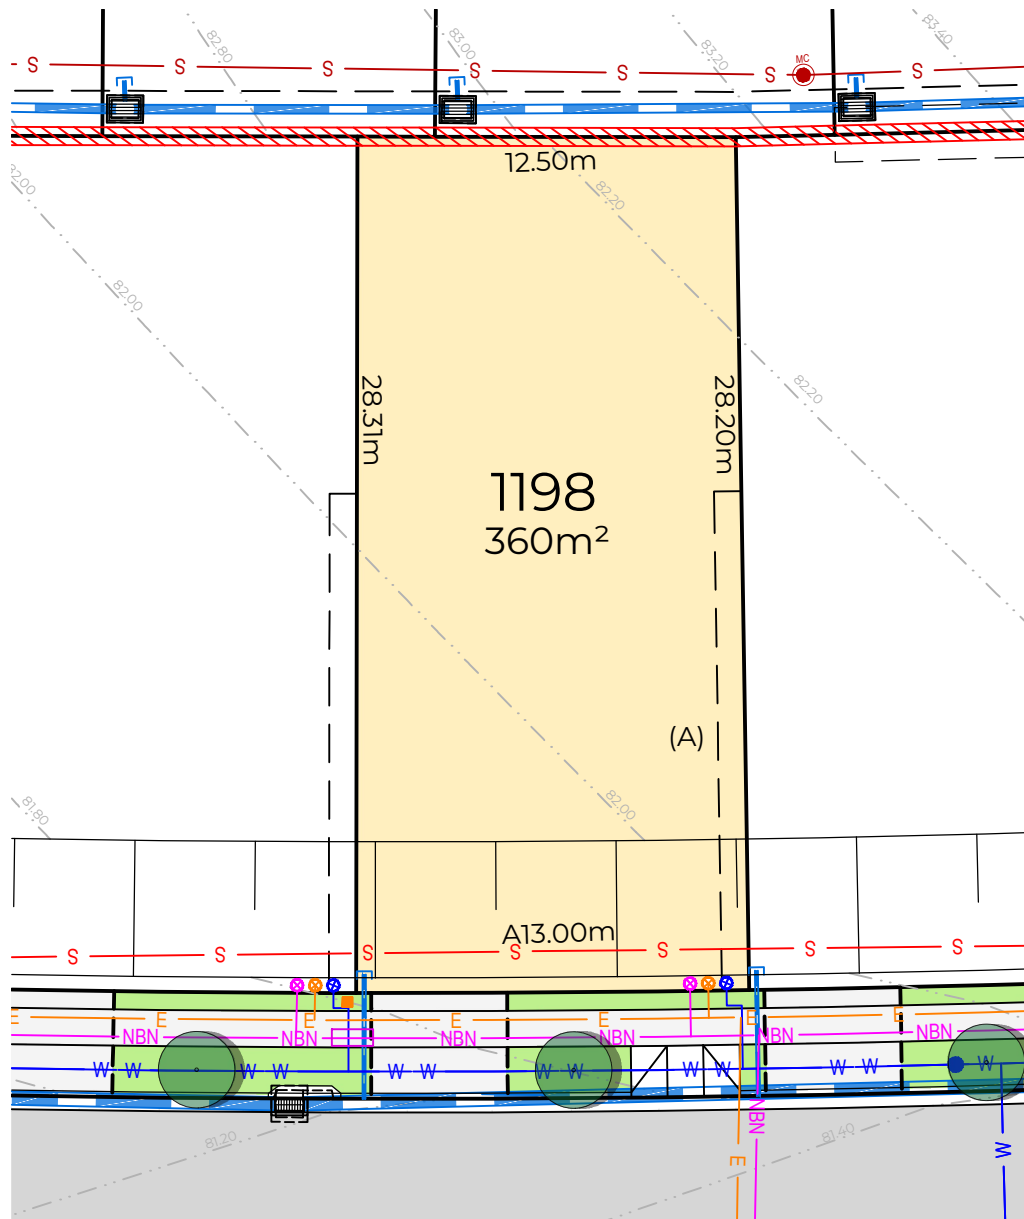 82.80
83.00
83.20
83.40
MC
S S S S S S S
12.50m
82.00
82.20
82.00
28.31m
28.20m
82.20
1198
360m²
(A)
81.80
82.00
A13.00m
S S S S S S S
E E E E E E E
NBN NBN NBN NBN NBN NBN
W W W W W W W W W W W W W
81.20
81.40
NBN
E
W